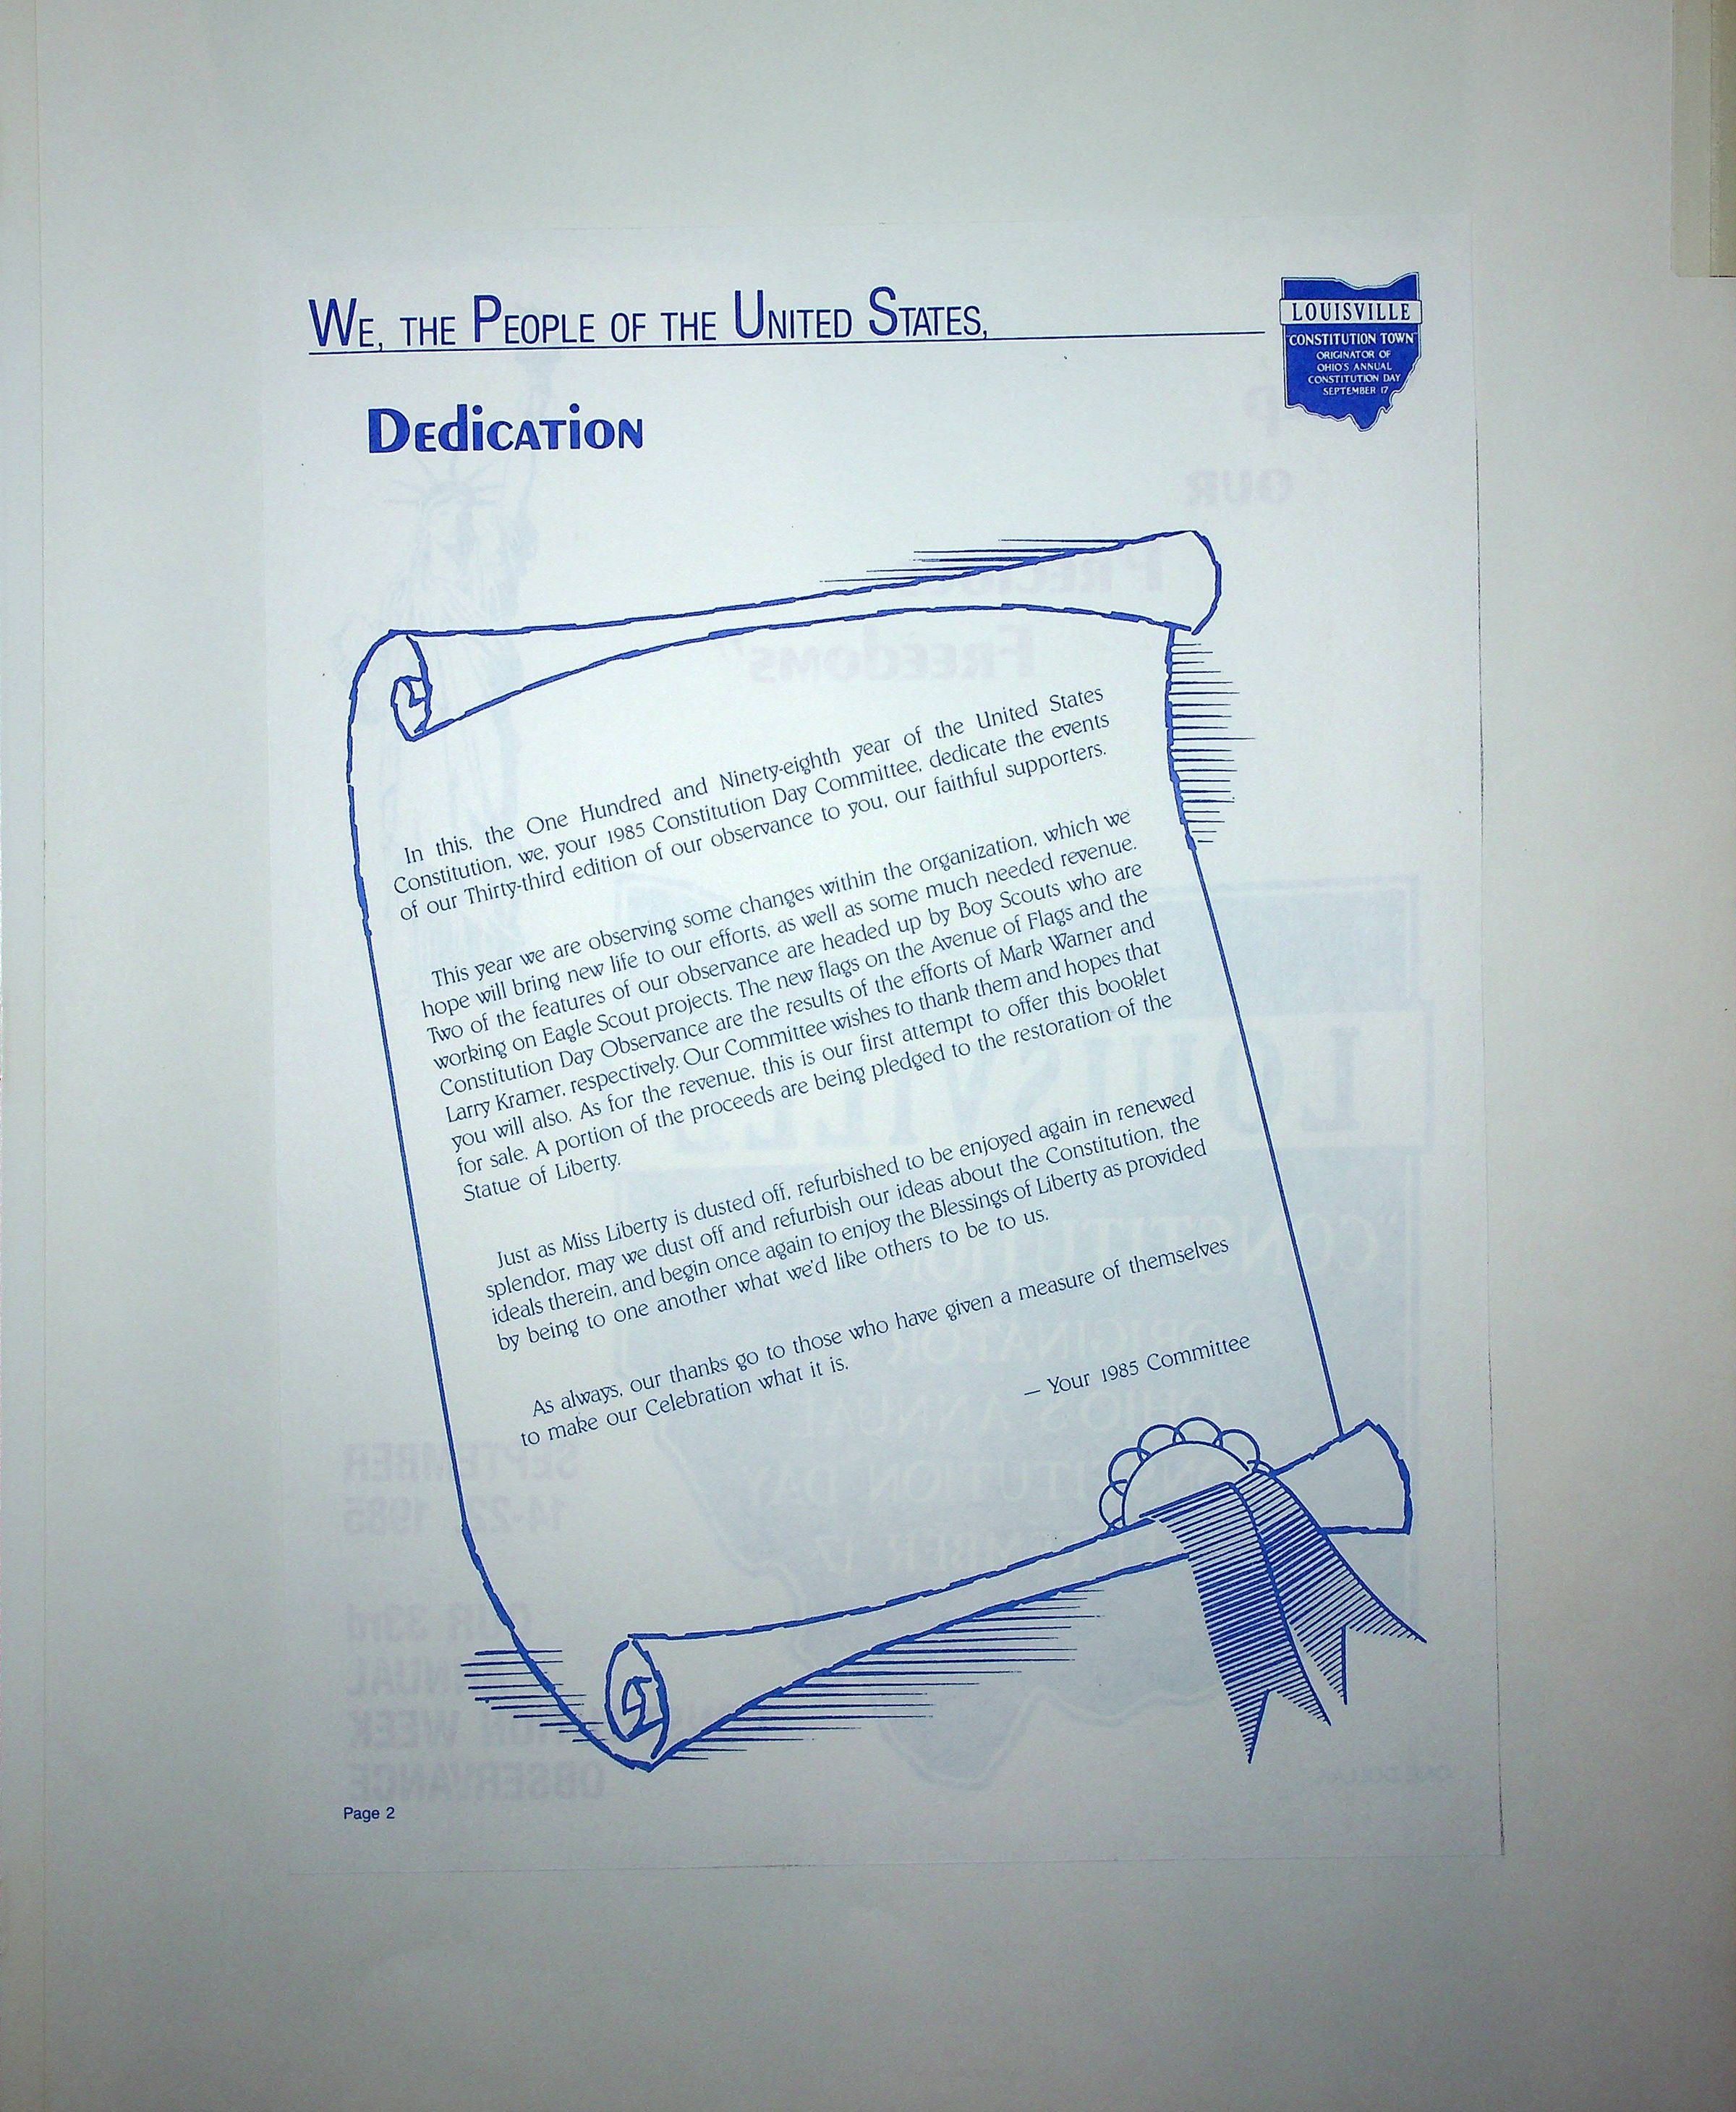 WE, THE PEOPLE OF THE UNITED STATES,
LOUISVILLE
CONSTITUTION TOWN
ORIGINATOR OF
OHIO'S ANNUAL
CONSTITUTION DAY
SEPTEMBER 17
DEdicATiON
In this, the One Hundred and Ninety-eighth year of the United States
Constitution, we, your 1985 Constitution Day Committee, dedicate the events
of our Thirty-third edition of our observance to you, our faithful supporters.
This year we are observing some changes within the organization, which we
hope will bring new life to our efforts, as well as some much needed revenue.
Two of the features of our observance are headed up by Boy Scouts who are
working on Eagle Scout projects. The new flags on the Avenue of Flags and the
Constitution Day Observance are the results of the efforts of Mark Warner and
Larry Kramer, respectively. Our Committee wishes to thank them and hopes that
you will also. As for the revenue, this is our first attempt to offer this booklet
for sale. A portion of the proceeds are being pledged to the restoration of the
Statue of Liberty.
Just as Miss Liberty is dusted off, refurbished to be enjoyed again in renewed
splendor, may we dust off and refurbish our ideas about the Constitution, the
ideals therein, and begin once again to enjoy the Blessings of Liberty as provided
by being to one another what we'd like others to be to us.
As always, our thanks go to those who have given a measure of themselves
to make our Celebration what it is.
— Your 1985 Committee
Page 2